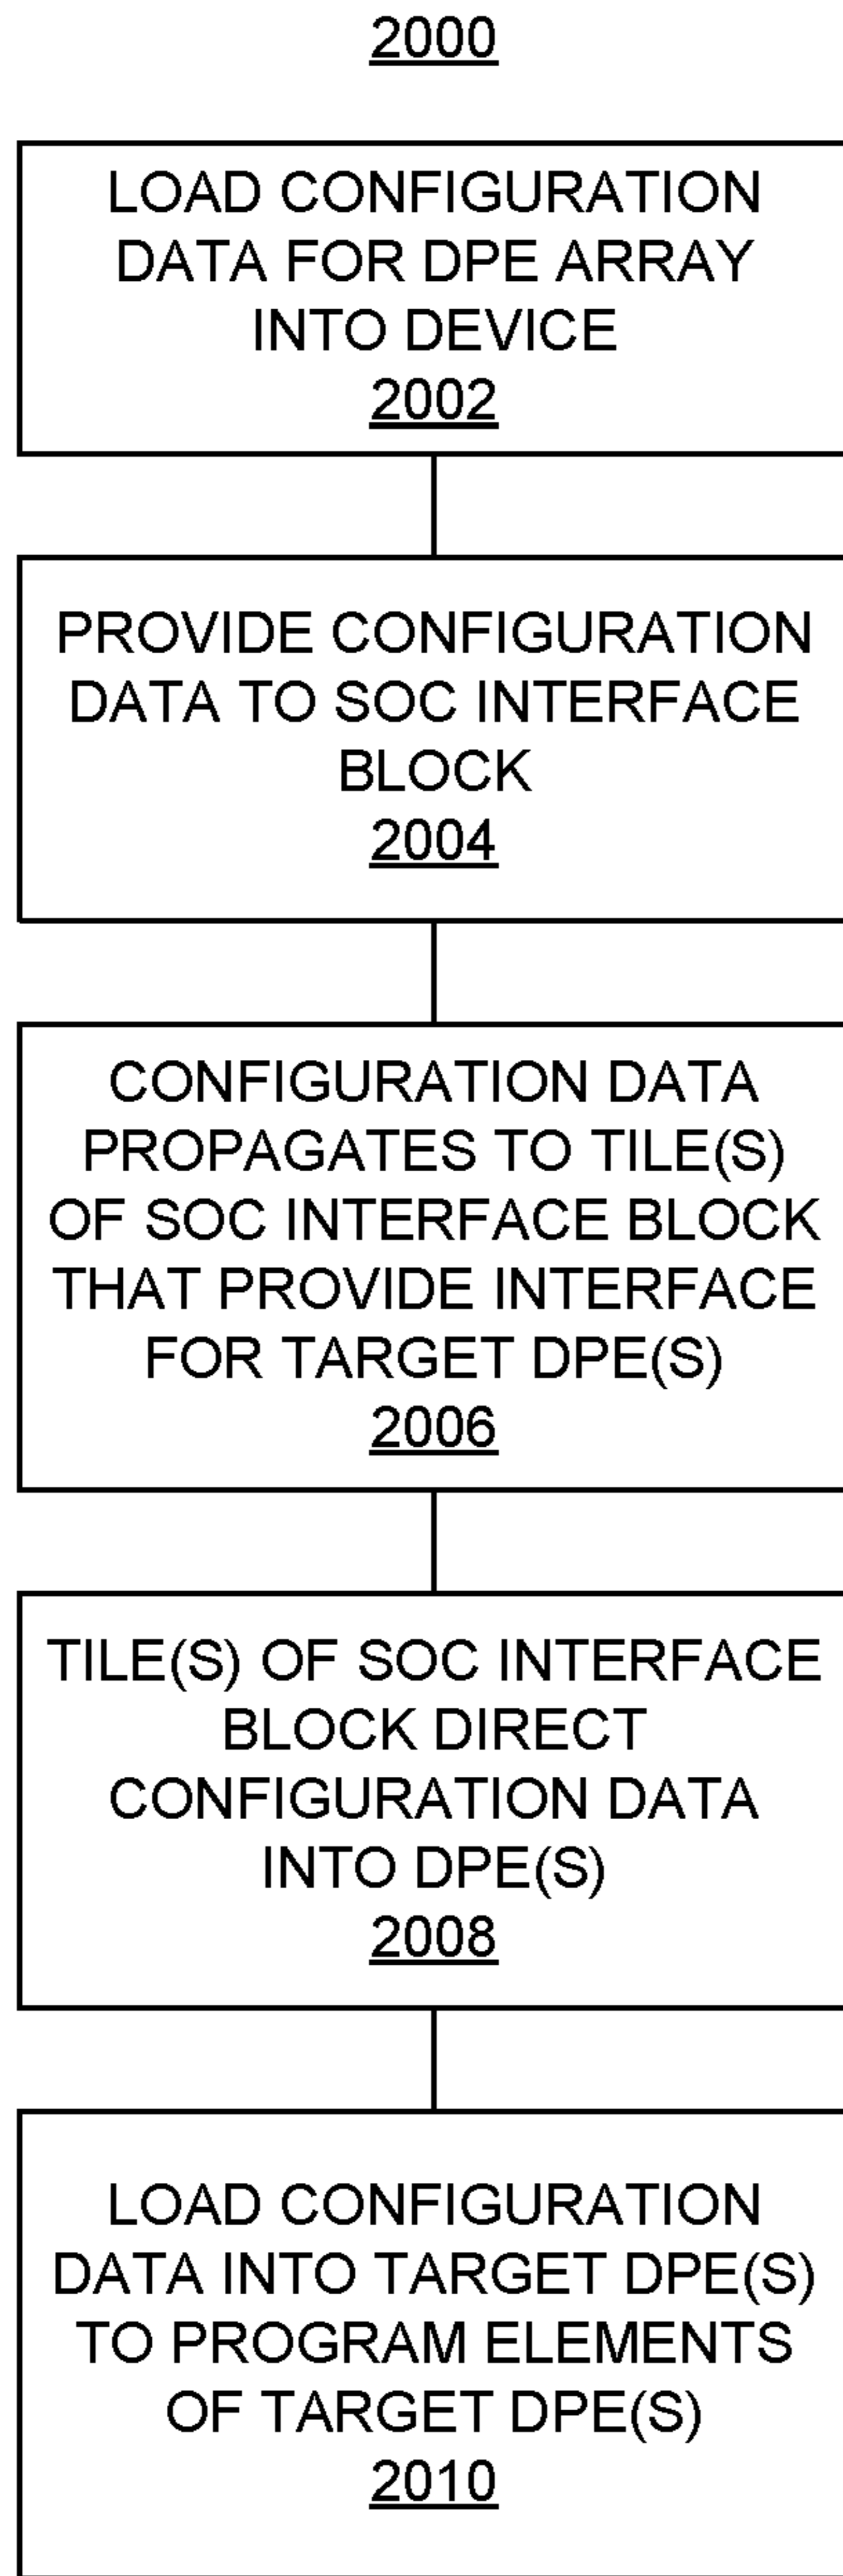 2000
LOAD CONFIGURATION
DATA FOR DPE ARRAY
INTO DEVICE
2002
PROVIDE CONFIGURATION
DATA TO SOC INTERFACE
BLOCK
2004
CONFIGURATION DATA
PROPAGATES TO TILE(S)
OF SOC INTERFACE BLOCK
THAT PROVIDE INTERFACE
FOR TARGET DPE(S)
2006
TILE(S) OF SOC INTERFACE
BLOCK DIRECT
CONFIGURATION DATA
INTO DPE(S)
2008
LOAD CONFIGURATION
DATA INTO TARGET DPE(S)
TO PROGRAM ELEMENTS
OF TARGET DPE(S)
2010